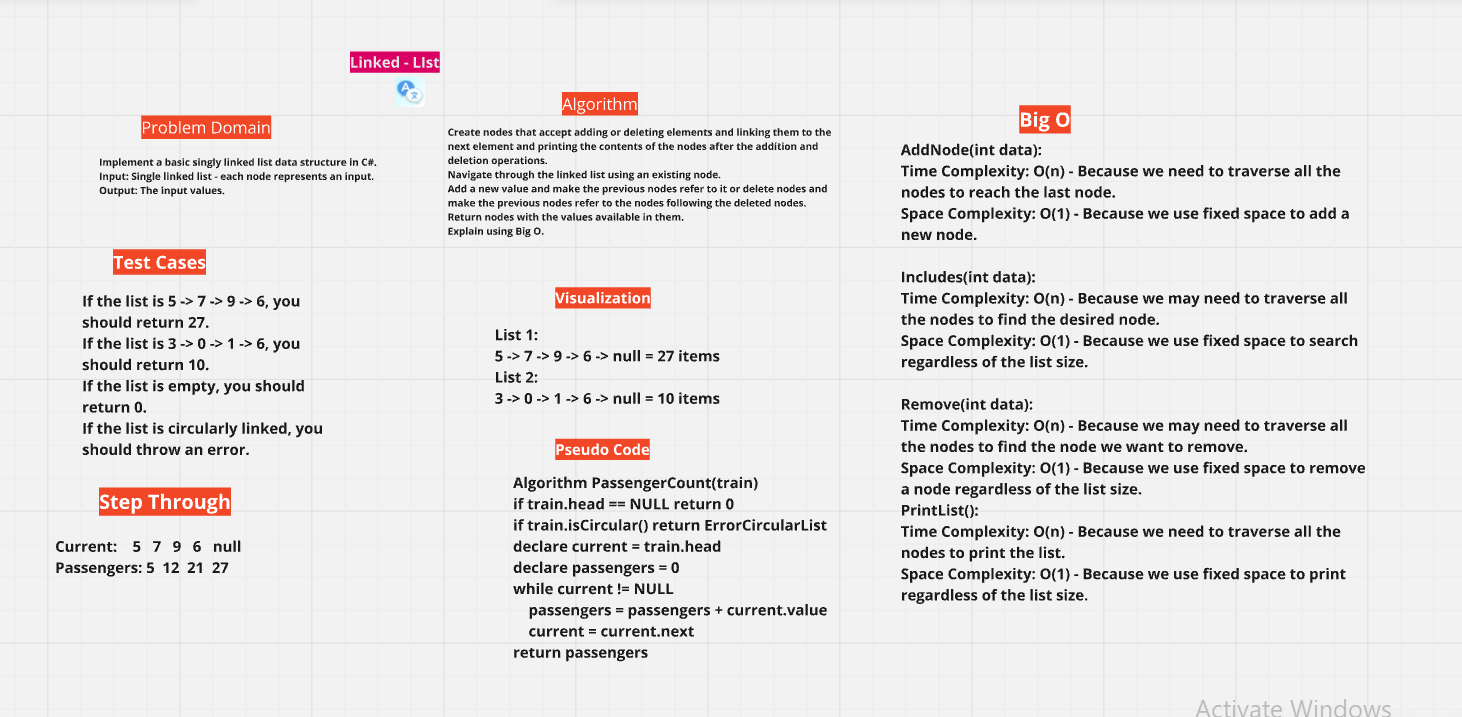 Linked - LIst
Problem Domain
Implement a basic singly linked list data structure in C#.
Input: Single linked list - each node represents an input.
Output: The input values.
Test Cases
If the list is 5 -> 7 -> 9 -> 6, you
should return 27.
If the list is 3 -> 0 -> 1 -> 6, you
should return 10.
If the list is empty, you should
return 0.
If the list is circularly linked, you
should throw an error.
Step Through
Current: 5 7 9 6 null
Passengers: 5 12 21 27
Algorithm
Create nodes that accept adding or deleting elements and linking them to the
next element and printing the contents of the nodes after the addition and
deletion operations.
Navigate through the linked list using an existing node.
Add a new value and make the previous nodes refer to it or delete nodes and
make the previous nodes refer to the nodes following the deleted nodes.
Return nodes with the values available in them.
Explain using Big O.
Visualization
List 1:
5 -> 7 -> 9 -> 6 -> null = 27 items
List 2:
3 -> 0 -> 1 -> 6 -> null = 10 items
Pseudo Code
Algorithm PassengerCount(train)
if train.head == NULL return 0
if train.isCircular() return ErrorCircularList
declare current = train.head
declare passengers = 0
while current != NULL
passengers = passengers + current.value
current = current.next
return passengers
Big O
AddNode(int data):
Time Complexity: O(n) - Because we need to traverse all the
nodes to reach the last node.
Space Complexity: O(1) - Because we use fixed space to add a
new node.
Includes(int data):
Time Complexity: O(n) - Because we may need to traverse all
the nodes to find the desired node.
Space Complexity: O(1) - Because we use fixed space to search
regardless of the list size.
Remove(int data):
Time Complexity: O(n) - Because we may need to traverse all
the nodes to find the node we want to remove.
Space Complexity: O(1) - Because we use fixed space to remove
a node regardless of the list size.
PrintList():
Time Complexity: O(n) - Because we need to traverse all the
nodes to print the list.
Space Complexity: O(1) - Because we use fixed space to print
regardless of the list size.
Activate Windows